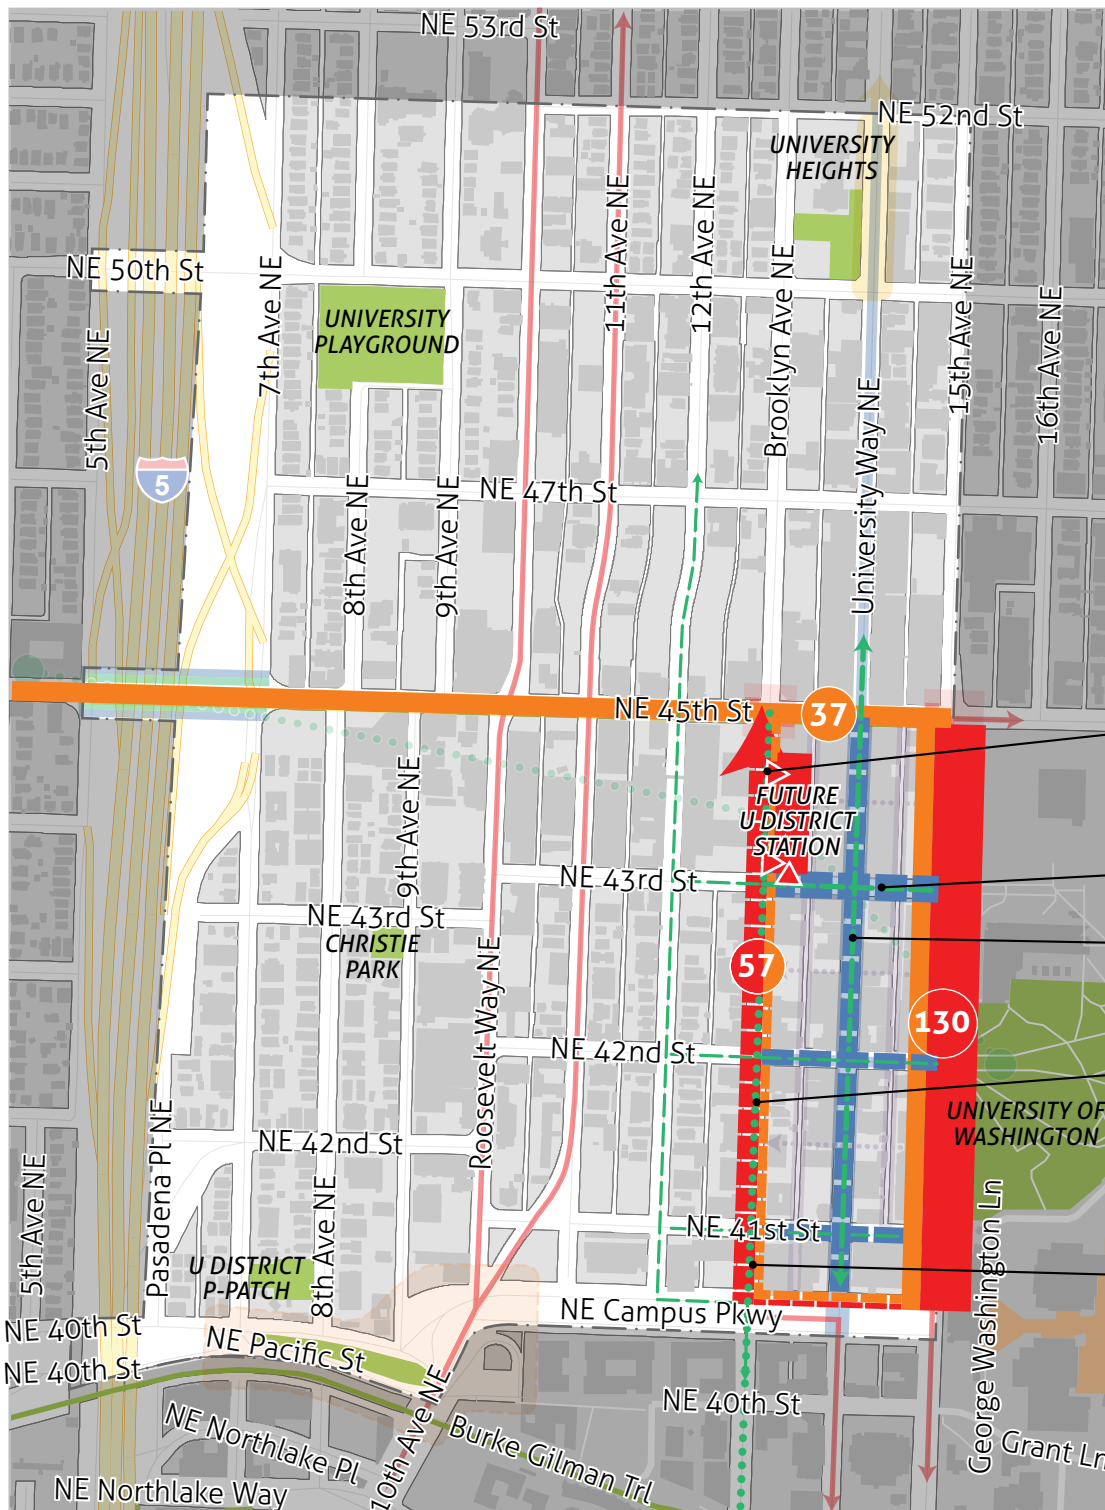 NE 53rd St
NE 52nd St
UNIVERSITY
HEIGHTS
11th Ave NE
12th Ave NE
NE 50th St
7th Ave NE
Brooklyn Ave NE
15th Ave NE
16th Ave NE
UNIVERSITY
PLAYGROUND
5th Ave NE
University Way NE
5
8th Ave NE
9th Ave NE
NE 47th St
NE 45th St
37
9th Ave NE
FUTURE
U DISTRICT
STATION
NE 43rd St
NE 43rd St
CHRISTIE
PARK
Roosevelt Way NE
57
130
NE 42nd St
UNIVERSITY OF
WASHINGTON
NE 42nd St
Pasadena Pl NE
5th Ave NE
8th Ave NE
NE 41st St
George Washington Ln
U DISTRICT
P-PATCH
NE Campus Pkwy
NE 40th St
NE Pacific St
NE 40th St
NE 40th St
10th Ave NE
NE Northlake Pl
Burke Gilman Trl
Grant Ln
NE Northlake Way